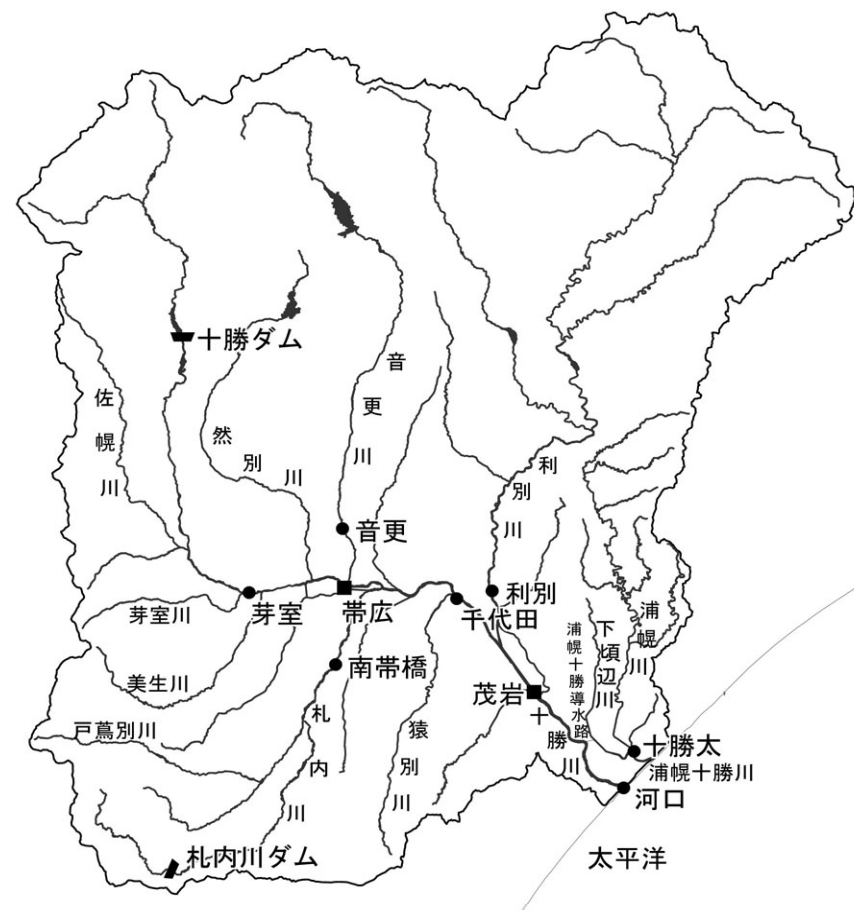 十勝ダム
佐幌川
然別川
音更川
音更
利別川
芽室川
芽室
帯広
千代田
利別
美生川
南帯橋
戸蔦別川
札内川
猿別川
茂岩
十勝川
浦幌十勝導水路
下頃辺川
浦幌川
十勝太
浦幌十勝川
河口
札内川ダム
太平洋